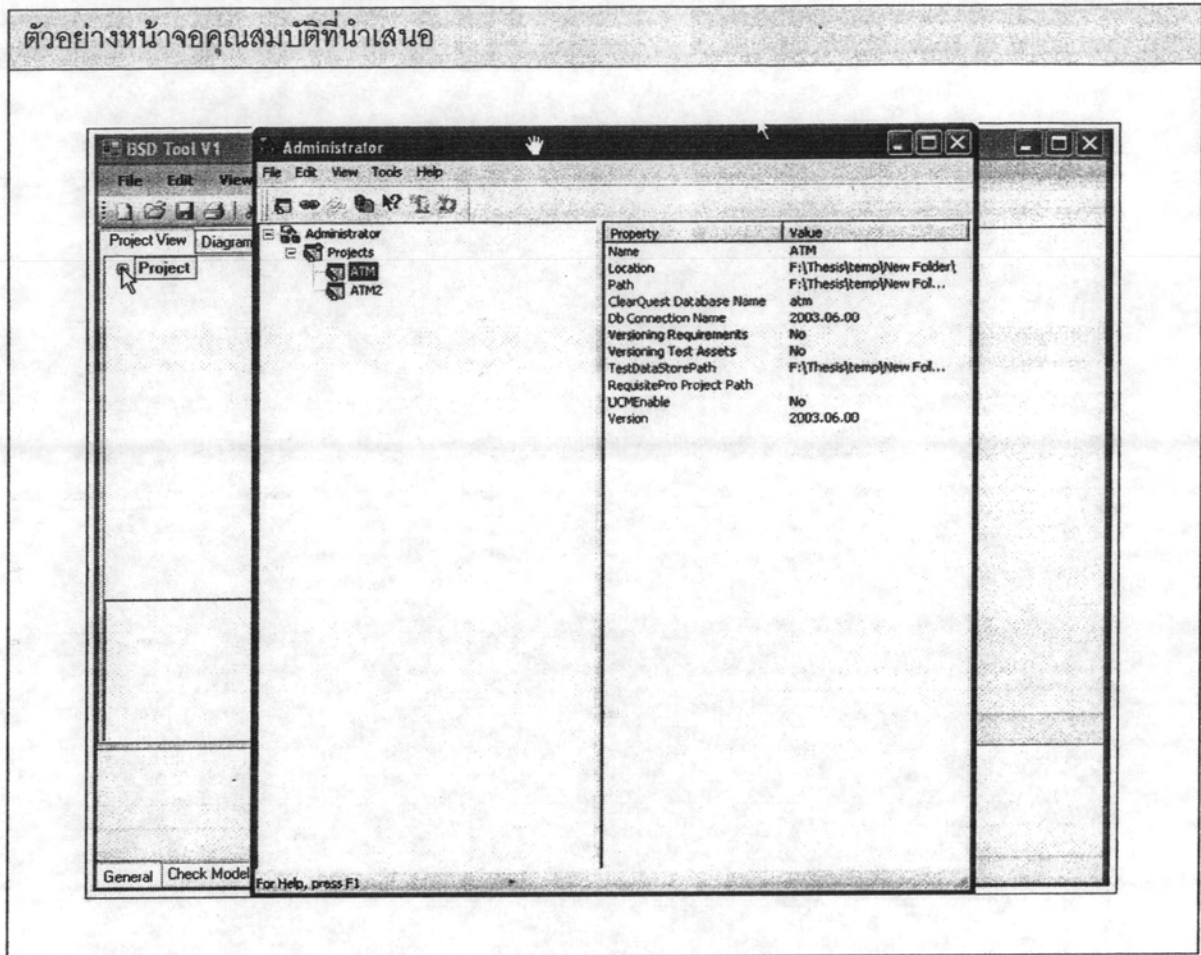 ตัวอย่างหน้าจอคุณสมบัติที่นำเสนอ
BSD Tool V1
File Edit View
Project View Diagram
Project
General Check Model
Administrator
File Edit View Tools Help
Administrator
Projects
ATM
ATM2
Property Value
Name ATM
Location F:\Thesis\temp\New Folder\
Path F:\Thesis\temp\New Fol...
ClearQuest Database Name atm
Db Connection Name 2003.06.00
Versioning Requirements No
Versioning Test Assets No
TestDataStorePath F:\Thesis\temp\New Fol...
RequisitePro Project Path
UCMEnable No
Version 2003.06.00
For Help, press F1